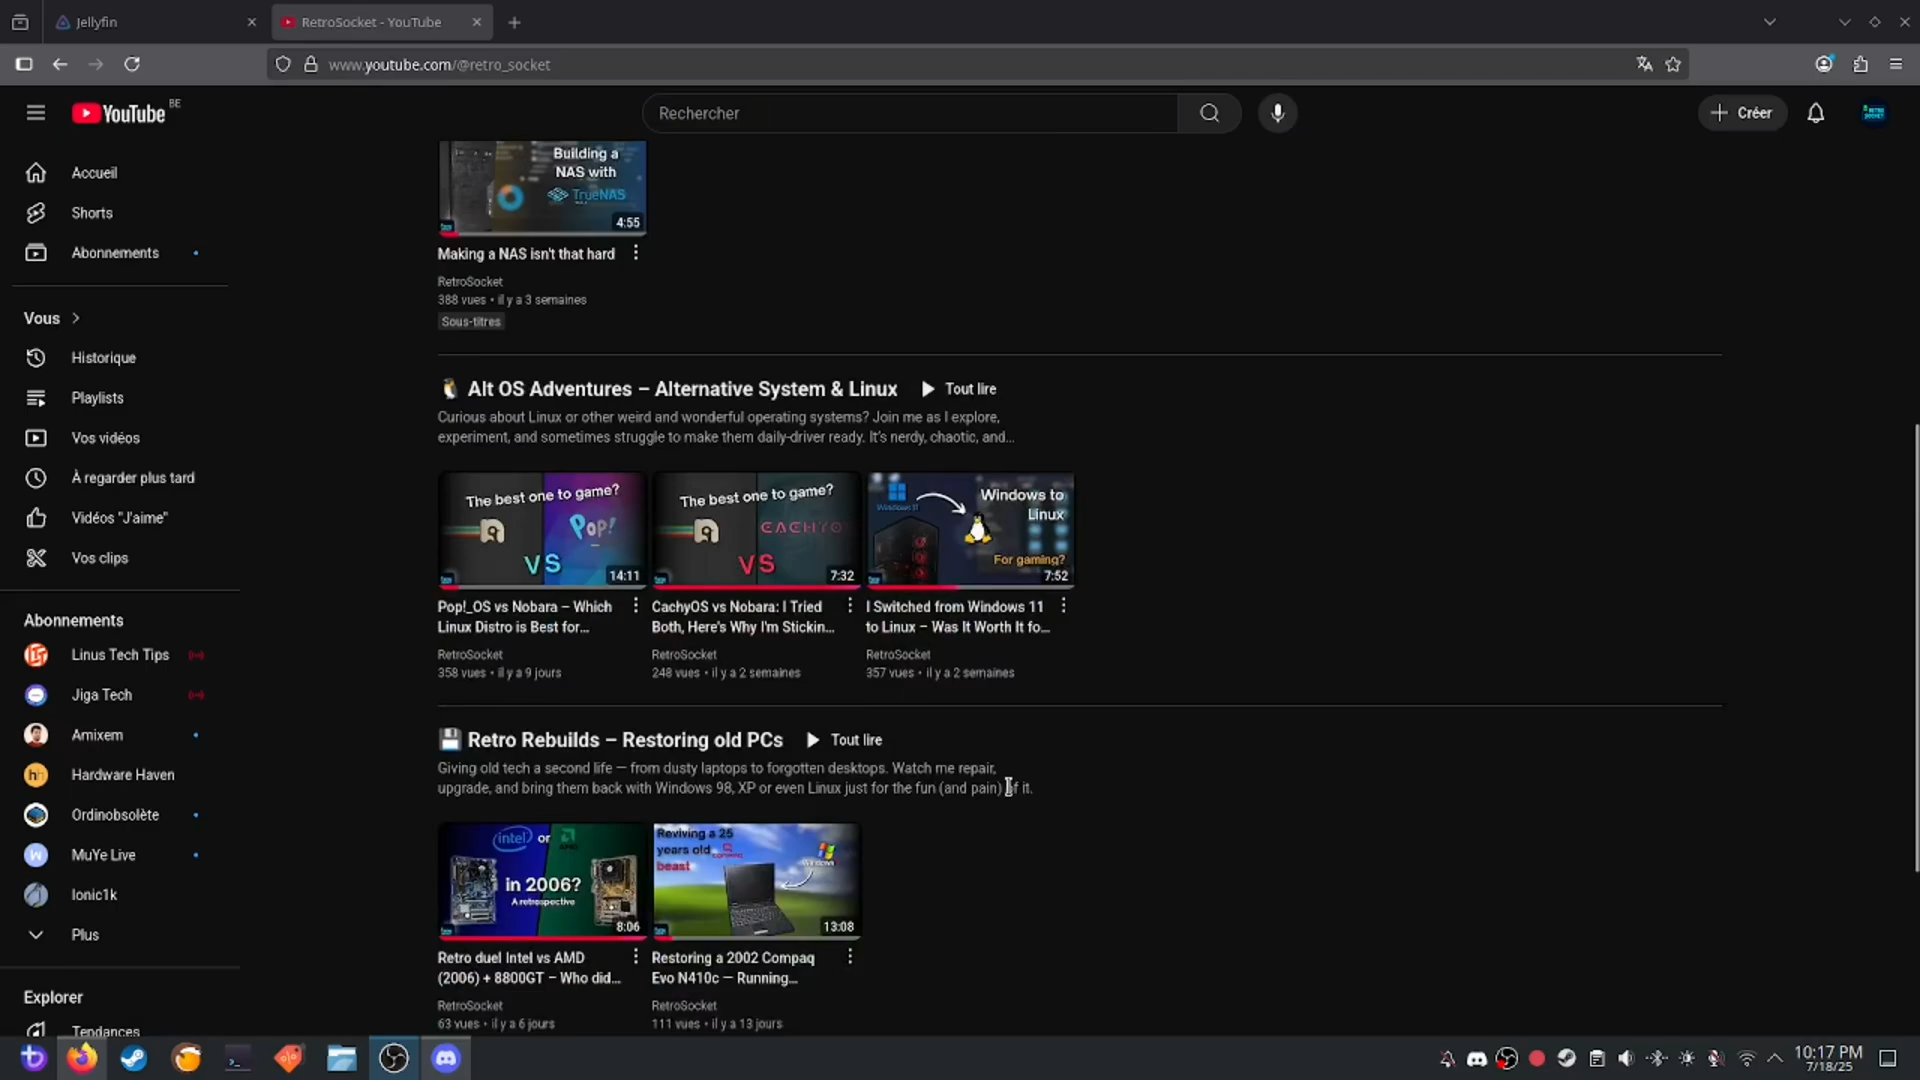 Jellyfin
RetroSocket - YouTube
www.youtube.com/@retro_socket
YouTube BE
Rechercher
Créer
RETRO SOCKET
Accueil
Shorts
Abonnements
Vous
Historique
Playlists
Vos vidéos
À regarder plus tard
Vidéos "J'aime"
Vos clips
Abonnements
Linus Tech Tips
Jiga Tech
Amixem
Hardware Haven
Ordinobsolète
MuYe Live
Ionic1k
Plus
Explorer
Tendances
Building a
NAS with
TrueNAS
4:55
Making a NAS isn't that hard
RetroSocket
388 vues • il y a 3 semaines
Sous-titres
Alt OS Adventures – Alternative System & Linux
Tout lire
Curious about Linux or other weird and wonderful operating systems? Join me as I explore,
experiment, and sometimes struggle to make them daily-driver ready. It's nerdy, chaotic, and...
The best one to game?
Pop!
VS
14:11
Pop!_OS vs Nobara – Which
Linux Distro is Best for...
RetroSocket
358 vues • il y a 9 jours
The best one to game?
CACHYO
VS
7:32
CachyOS vs Nobara: I Tried
Both, Here's Why I'm Stickin...
RetroSocket
248 vues • il y a 2 semaines
Windows 11
Windows to
Linux
For gaming?
7:52
I Switched from Windows 11
to Linux – Was It Worth It fo...
RetroSocket
357 vues • il y a 2 semaines
Retro Rebuilds – Restoring old PCs
Tout lire
Giving old tech a second life — from dusty laptops to forgotten desktops. Watch me repair,
upgrade, and bring them back with Windows 98, XP or even Linux just for the fun (and pain) of it.
intel or
AMD
in 2006?
A retrospective
8:06
Retro duel Intel vs AMD
(2006) + 8800GT – Who did...
RetroSocket
63 vues • il y a 6 jours
Reviving a 25
years old
beast
COMPAQ
Windows
13:08
Restoring a 2002 Compaq
Evo N410c — Running...
RetroSocket
111 vues • il y a 13 jours
10:17 PM
7/18/25